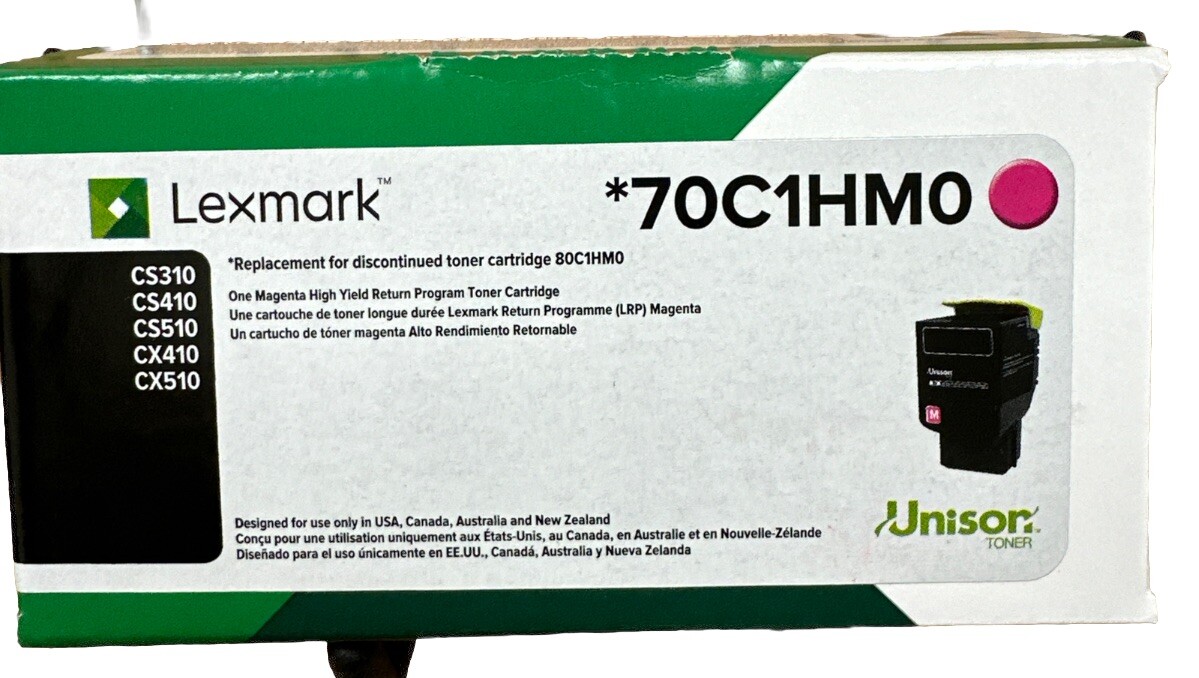 Lexmark™
*70C1HM0
CS310
CS410
CS510
CX410
CX510
*Replacement for discontinued toner cartridge 80C1HM0
One Magenta High Yield Return Program Toner Cartridge
Une cartouche de toner longue durée Lexmark Return Programme (LRP) Magenta
Un cartucho de tóner magenta Alto Rendimiento Retornable
Unison
M
Designed for use only in USA, Canada, Australia and New Zealand
Conçu pour une utilisation uniquement aux États-Unis, au Canada, en Australie et en Nouvelle-Zélande
Diseñado para el uso únicamente en EE.UU., Canadá, Australia y Nueva Zelanda
Unison™
TONER